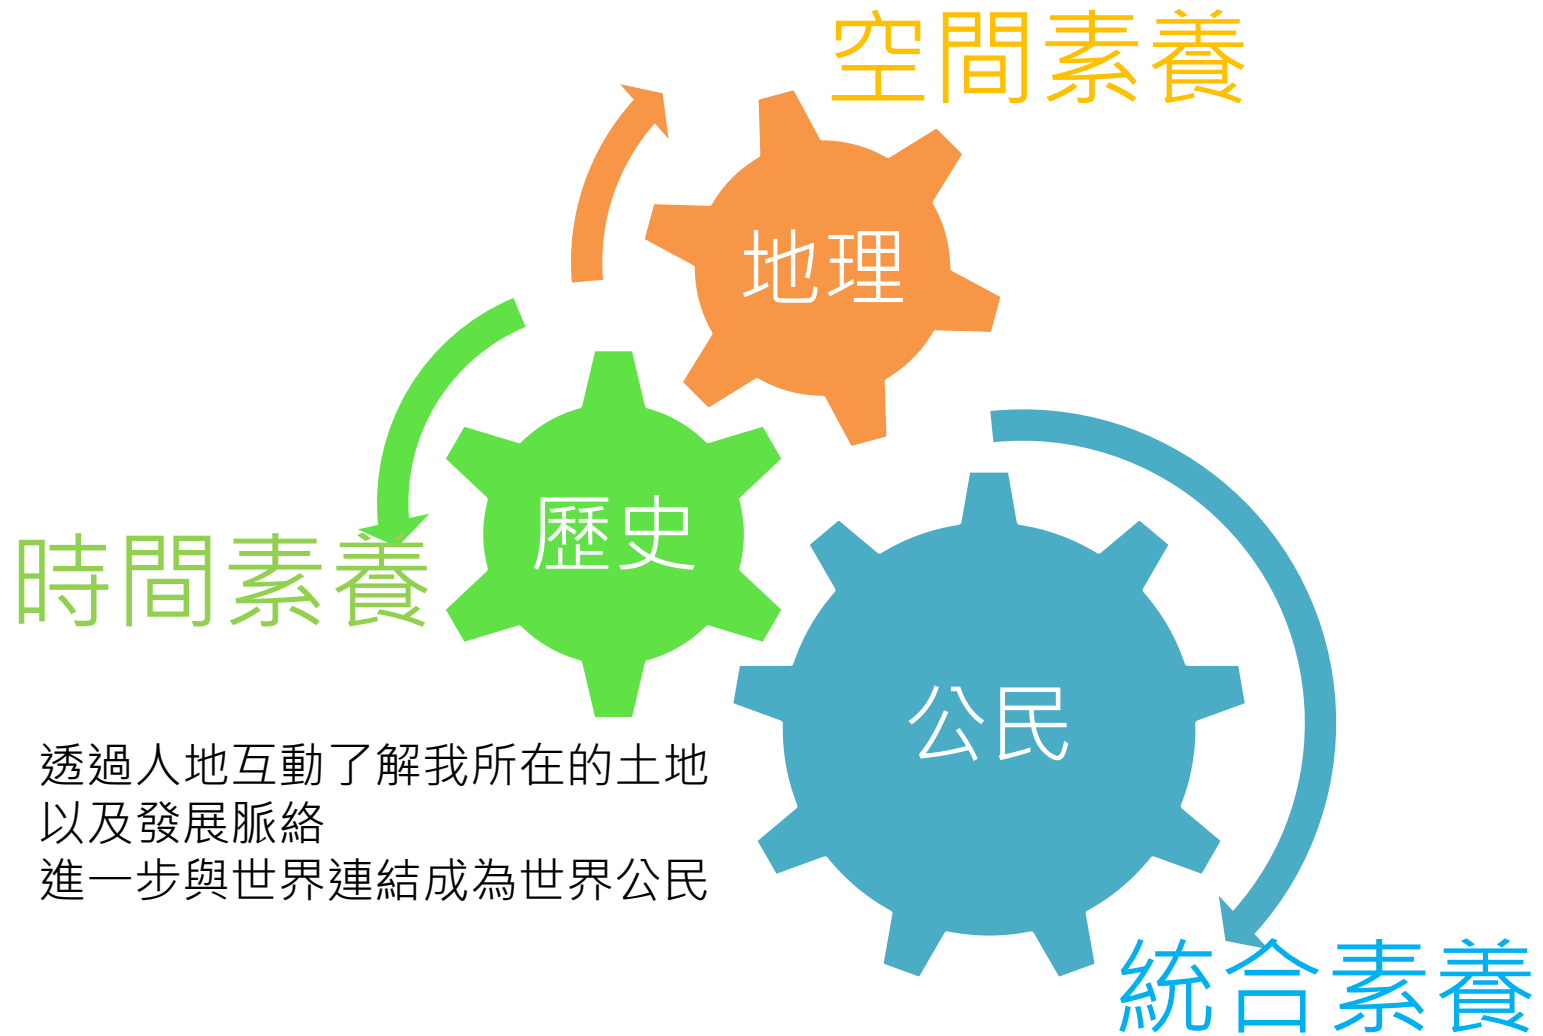 空間素養
地理
歷史
時間素養
公民
透過人地互動了解我所在的土地
以及發展脈絡
進一步與世界連結成為世界公民
統合素養